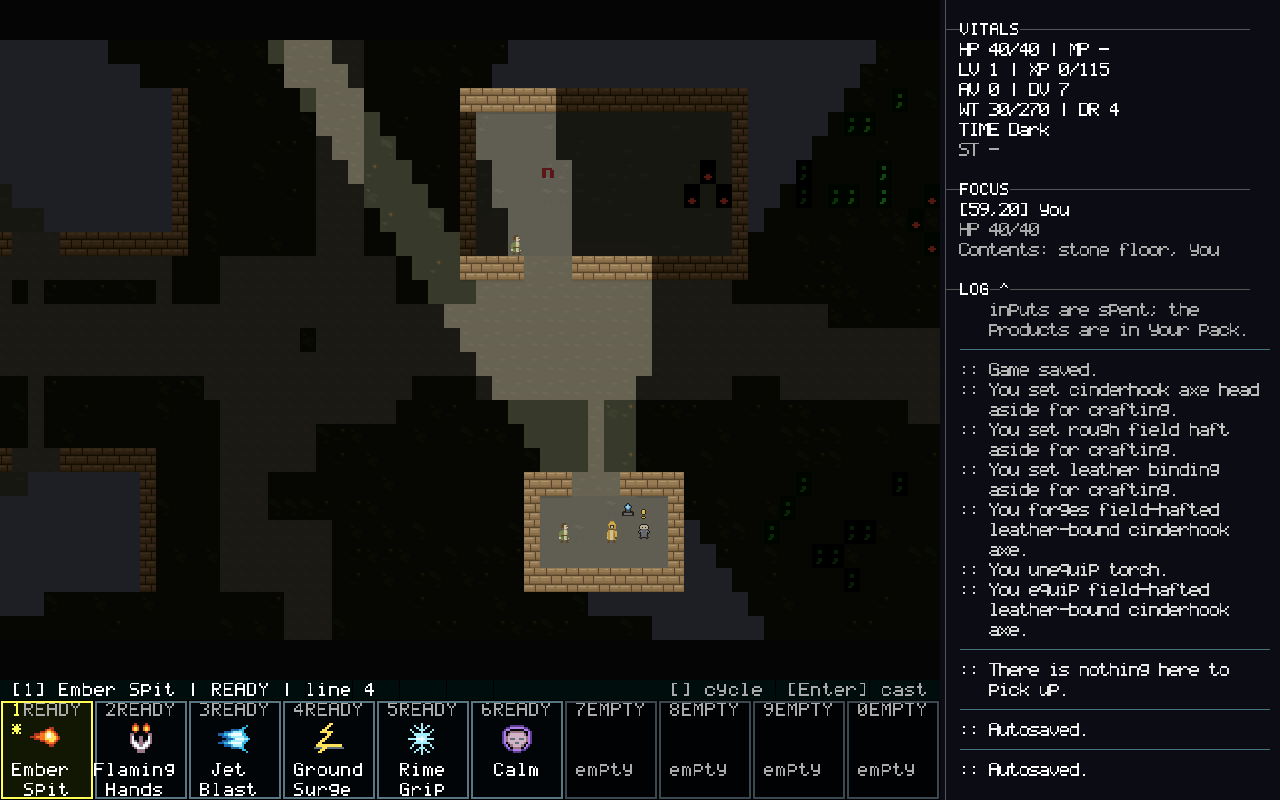 VITALS
HP 40/40 | MP -
LV 1 | XP 0/115
AV 0 | DV 7
WT 30/270 | DR 4
TIME Dark
ST -
FOCUS
[59,20] You
HP 40/40
Contents: stone floor, You
LOG ^
inPuts are sPent; the
Products are in Your Pack.
:: Game saved.
:: You set cinderhook axe head
aside for crafting.
:: You set rough field haft
aside for crafting.
:: You set leather binding
aside for crafting.
:: You forges field-hafted
leather-bound cinderhook
axe.
:: You unequiP torch.
:: You equiP field-hafted
leather-bound cinderhook
axe.
:: There is nothing here to
Pick uP.
:: Autosaved.
:: Autosaved.
[1] Ember SPit | READY | line 4
[] cycle [Enter] cast
1READY 2READY 3READY 4READY 5READY 6READY 7EMPTY 8EMPTY 9EMPTY 0EMPTY
Ember Flaming Jet Ground Rime Calm emPty emPty emPty emPty
SPit Hands Blast Surge GriP